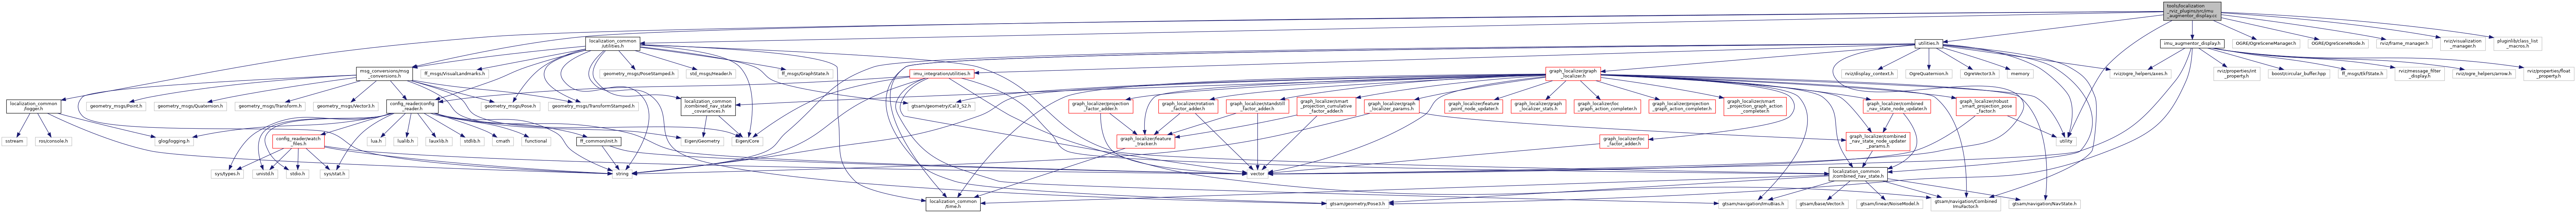 tools/localization
_rviz_plugins/src/imu
_augmentor_display.cc
localization_common
/utilities.h
utilities.h
imu_augmentor_display.h
OGRE/OgreSceneManager.h
OGRE/OgreSceneNode.h
rviz/frame_manager.h
rviz/visualization
_manager.h
pluginlib/class_list
_macros.h
msg_conversions/msg
_conversions.h
ff_msgs/VisualLandmarks.h
geometry_msgs/PoseStamped.h
std_msgs/Header.h
ff_msgs/GraphState.h
imu_integration/utilities.h
graph_localizer/graph
_localizer.h
rviz/display_context.h
OgreQuaternion.h
OgreVector3.h
memory
rviz/ogre_helpers/axes.h
rviz/properties/int
_property.h
boost/circular_buffer.hpp
ff_msgs/EkfState.h
rviz/message_filter
_display.h
rviz/ogre_helpers/arrow.h
rviz/properties/float
_property.h
localization_common
/logger.h
geometry_msgs/Point.h
geometry_msgs/Quaternion.h
geometry_msgs/Transform.h
geometry_msgs/Vector3.h
config_reader/config
_reader.h
geometry_msgs/Pose.h
geometry_msgs/TransformStamped.h
localization_common
/combined_nav_state
_covariances.h
gtsam/geometry/Cal3_S2.h
graph_localizer/projection
_factor_adder.h
graph_localizer/rotation
_factor_adder.h
graph_localizer/standstill
_factor_adder.h
graph_localizer/smart
_projection_cumulative
_factor_adder.h
graph_localizer/graph
_localizer_params.h
graph_localizer/feature
_point_node_updater.h
graph_localizer/graph
_localizer_stats.h
graph_localizer/loc
_graph_action_completer.h
graph_localizer/projection
_graph_action_completer.h
graph_localizer/smart
_projection_graph_action
_completer.h
graph_localizer/combined
_nav_state_node_updater.h
graph_localizer/robust
_smart_projection_pose
_factor.h
sstream
ros/console.h
glog/logging.h
config_reader/watch
_files.h
lua.h
lualib.h
lauxlib.h
stdlib.h
cmath
functional
ff_common/init.h
Eigen/Geometry
Eigen/Core
graph_localizer/feature
_tracker.h
graph_localizer/loc
_factor_adder.h
graph_localizer/combined
_nav_state_node_updater
_params.h
utility
sys/types.h
unistd.h
stdio.h
sys/stat.h
string
vector
localization_common
/combined_nav_state.h
localization_common
/time.h
gtsam/geometry/Pose3.h
gtsam/navigation/ImuBias.h
gtsam/base/Vector.h
gtsam/linear/NoiseModel.h
gtsam/navigation/Combined
ImuFactor.h
gtsam/navigation/NavState.h